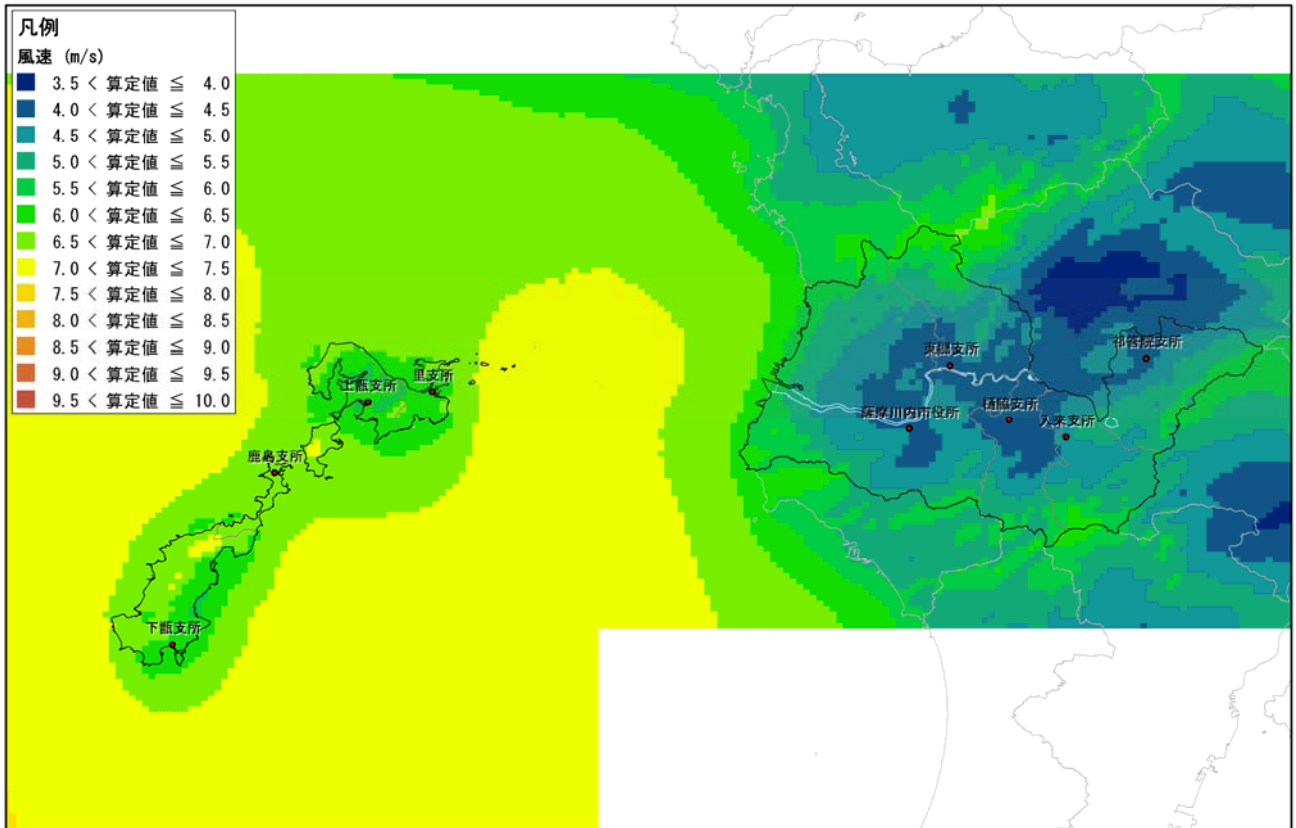 凡例
風速 (m/s)
3.5 < 算定値 ≦ 4.0
4.0 < 算定値 ≦ 4.5
4.5 < 算定値 ≦ 5.0
5.0 < 算定値 ≦ 5.5
5.5 < 算定値 ≦ 6.0
6.0 < 算定値 ≦ 6.5
6.5 < 算定値 ≦ 7.0
7.0 < 算定値 ≦ 7.5
7.5 < 算定値 ≦ 8.0
8.0 < 算定値 ≦ 8.5
8.5 < 算定値 ≦ 9.0
9.0 < 算定値 ≦ 9.5
9.5 < 算定値 ≦ 10.0
祁答院支所
東郷支所
里支所
上甑支所
樋脇支所
薩摩川内市役所
入来支所
鹿島支所
下甑支所